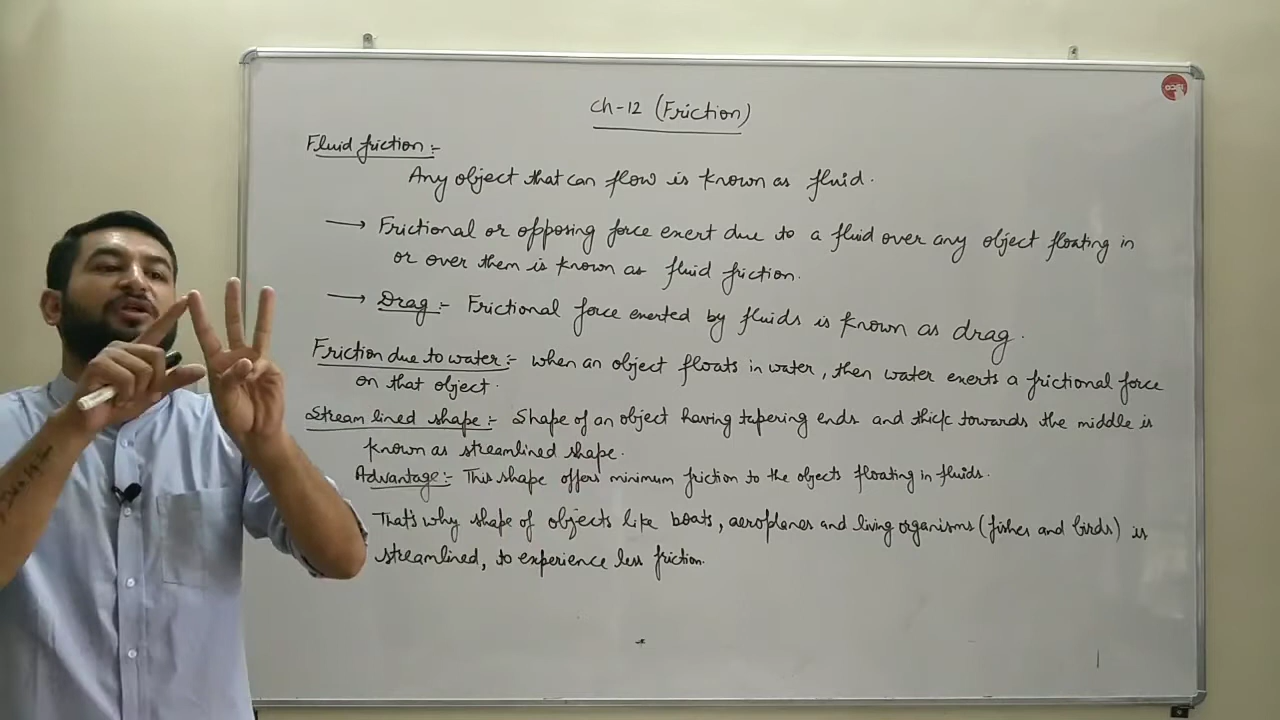 Ch-12 (Friction)
Fluid friction :-
Any object that can flow is known as fluid.
→ Frictional or opposing force exert due to a fluid over any object floating in
or over them is known as fluid friction.
→ Drag :- Frictional force exerted by fluids is known as drag.
Friction due to water :- when an object floats in water, then water exerts a frictional force
on that object.
Stream lined shape :- Shape of an object having tapering ends and thick towards the middle is
known as streamlined shape.
Advantage :- This shape offers minimum friction to the objects floating in fluids.
That's why shape of objects like boats, aeroplanes and living organisms (fishes and birds) is
streamlined, to experience less friction.